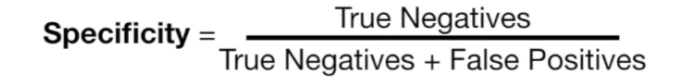 True Negatives
Specificity =
True Negatives + False Positives